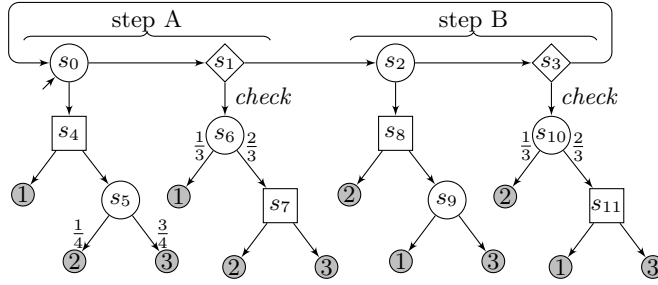 step A step B
s₀ s₁ s₂ s₃
check check
s₄ 1/3 s₆ 2/3 s₈ 1/3 s₁₀ 2/3
1 1 2 2
s₅ s₇ s₉ s₁₁
1/4 3/4
2 3 2 3 1 3 1 3